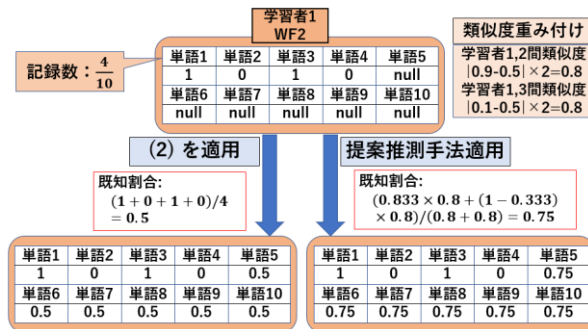 学習者1
WF2
単語1 単語2 単語3 単語4 単語5
1 0 1 0 null
単語6 単語7 単語8 単語9 単語10
null null null null null
記録数：4/10
類似度重み付け
学習者1,2間類似度
|0.9-0.5|×2=0.8
学習者1,3間類似度
|0.1-0.5|×2=0.8
(2) を適用
提案推測手法適用
既知割合:
(1 + 0 + 1 + 0)/4
= 0.5
既知割合:
(0.833 × 0.8 + (1 − 0.333)
× 0.8)/(0.8 + 0.8) = 0.75
単語1 単語2 単語3 単語4 単語5
1 0 1 0 0.5
単語6 単語7 単語8 単語9 単語10
0.5 0.5 0.5 0.5 0.5
単語1 単語2 単語3 単語4 単語5
1 0 1 0 0.75
単語6 単語7 単語8 単語9 単語10
0.75 0.75 0.75 0.75 0.75